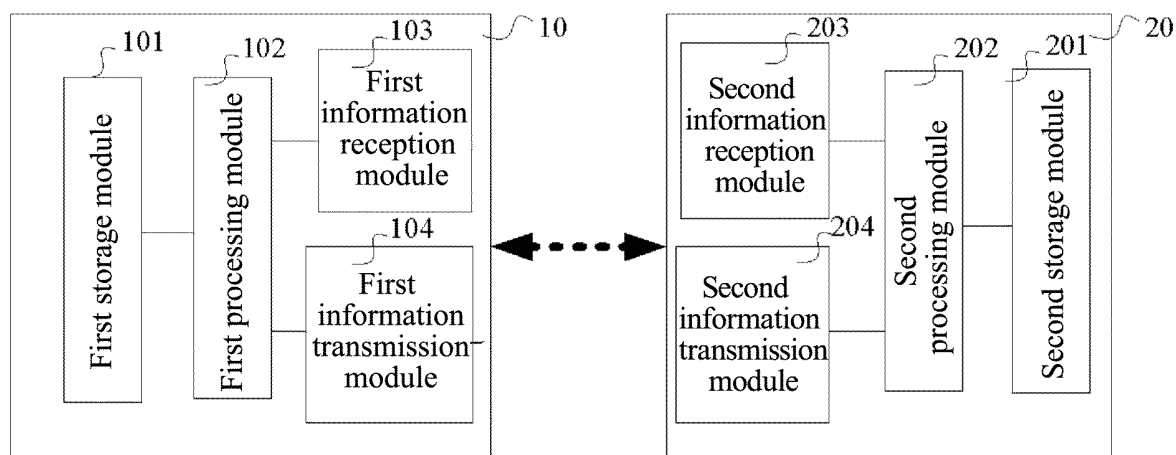 101
First storage module
102
First processing module
103
First
information
reception
module
104
First
information
transmission
module
10
203
Second
information
reception
module
204
Second
information
transmission
module
202
Second
processing module
201
Second storage module
20